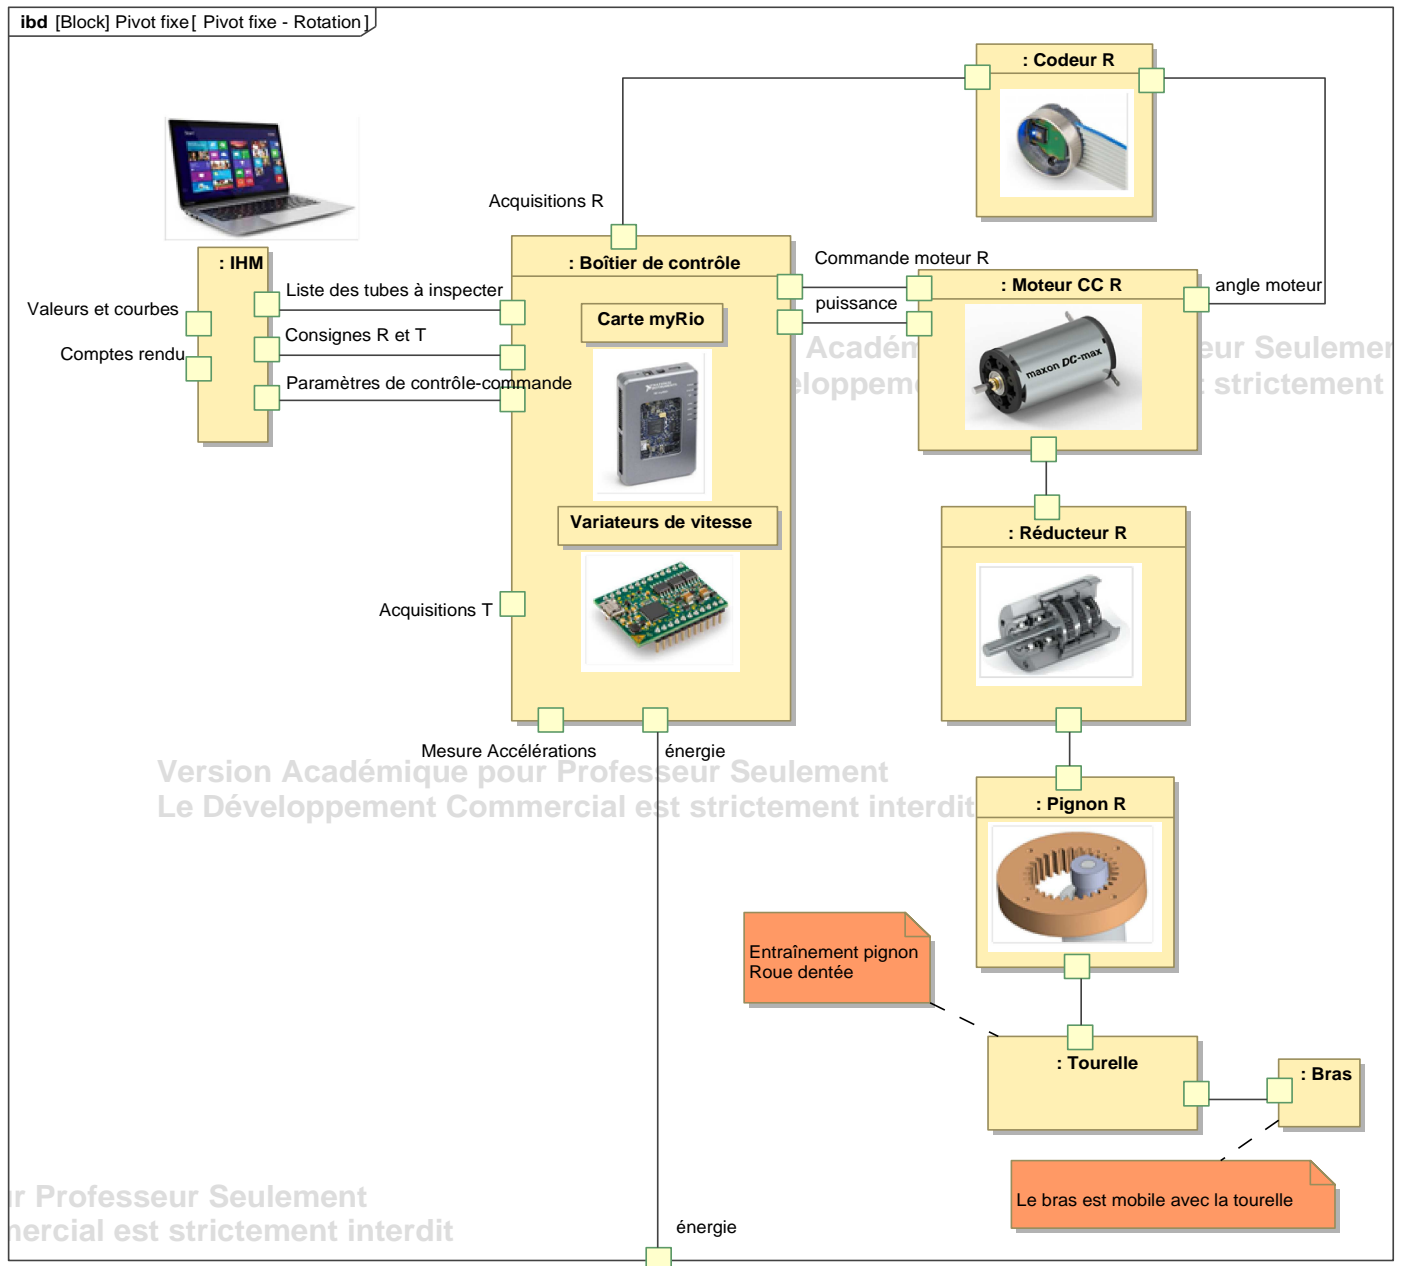 ibd [Block] Pivot fixe[ Pivot fixe - Rotation ]
: Codeur R
Acquisitions R
: IHM
: Boîtier de contrôle
Commande moteur R
: Moteur CC R
angle moteur
Valeurs et courbes
Liste des tubes à inspecter
puissance
Carte myRio
Consignes R et T
Comptes rendu
Paramètres de contrôle-commande
maxon DC-max
Variateurs de vitesse
: Réducteur R
Acquisitions T
Mesure Accélérations
énergie
Version Académique pour Professeur Seulement
Le Développement Commercial est strictement interdit
: Pignon R
Entraînement pignon
Roue dentée
: Tourelle
: Bras
Le bras est mobile avec la tourelle
Professeur Seulement
est strictement interdit
énergie